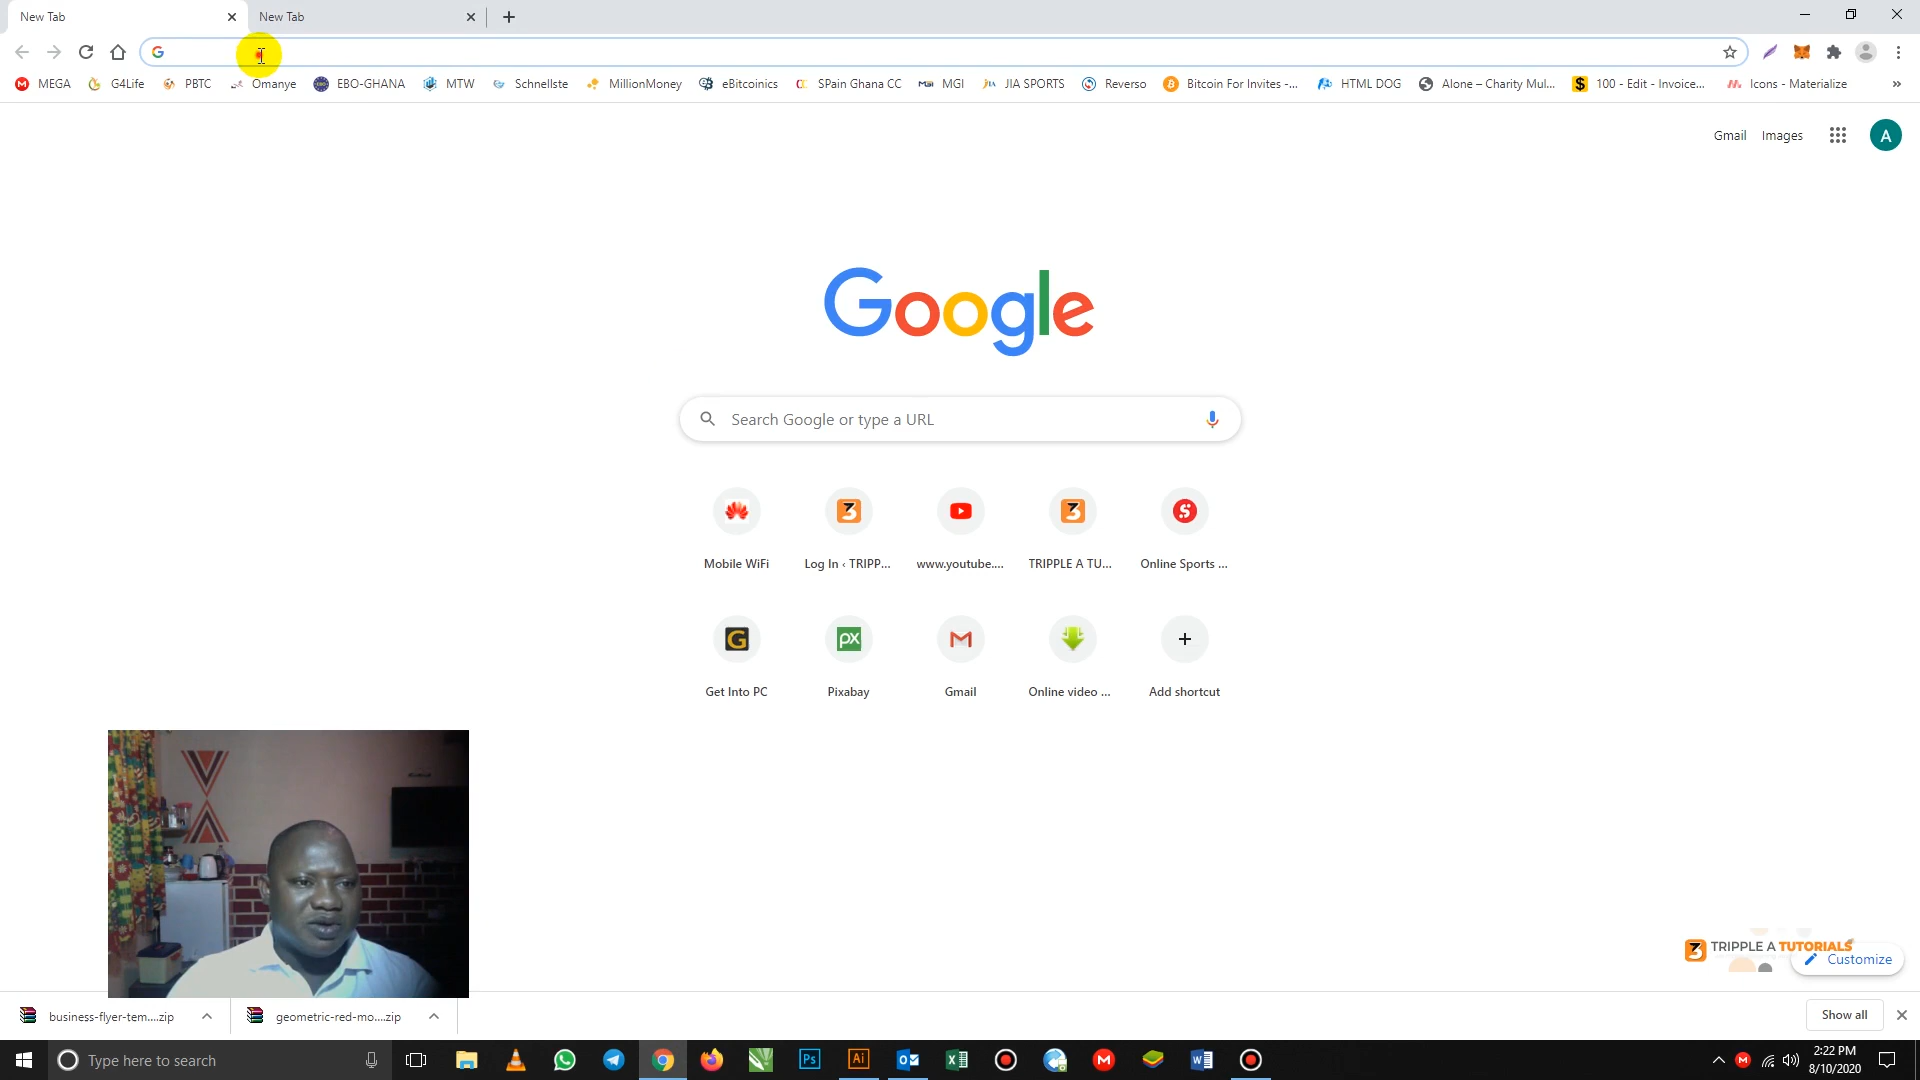 New Tab
New Tab
MEGA G4Life PBTC Omanye EBO-GHANA MTW Schnellste MillionMoney eBitcoinics SPain Ghana CC MGI JIA SPORTS Reverso Bitcoin For Invites -... HTML DOG Alone – Charity Mul... 100 - Edit - Invoice... Icons - Materialize »
Gmail Images A
Google
Search Google or type a URL
Mobile WiFi Log In ‹ TRIPP... www.youtube.... TRIPPLE A TU... Online Sports ...
Get Into PC Pixabay Gmail Online video ... Add shortcut
TRIPPLE A TUTORIALS
Customize
business-flyer-tem....zip geometric-red-mo....zip Show all
Type here to search
2:22 PM
8/10/2020